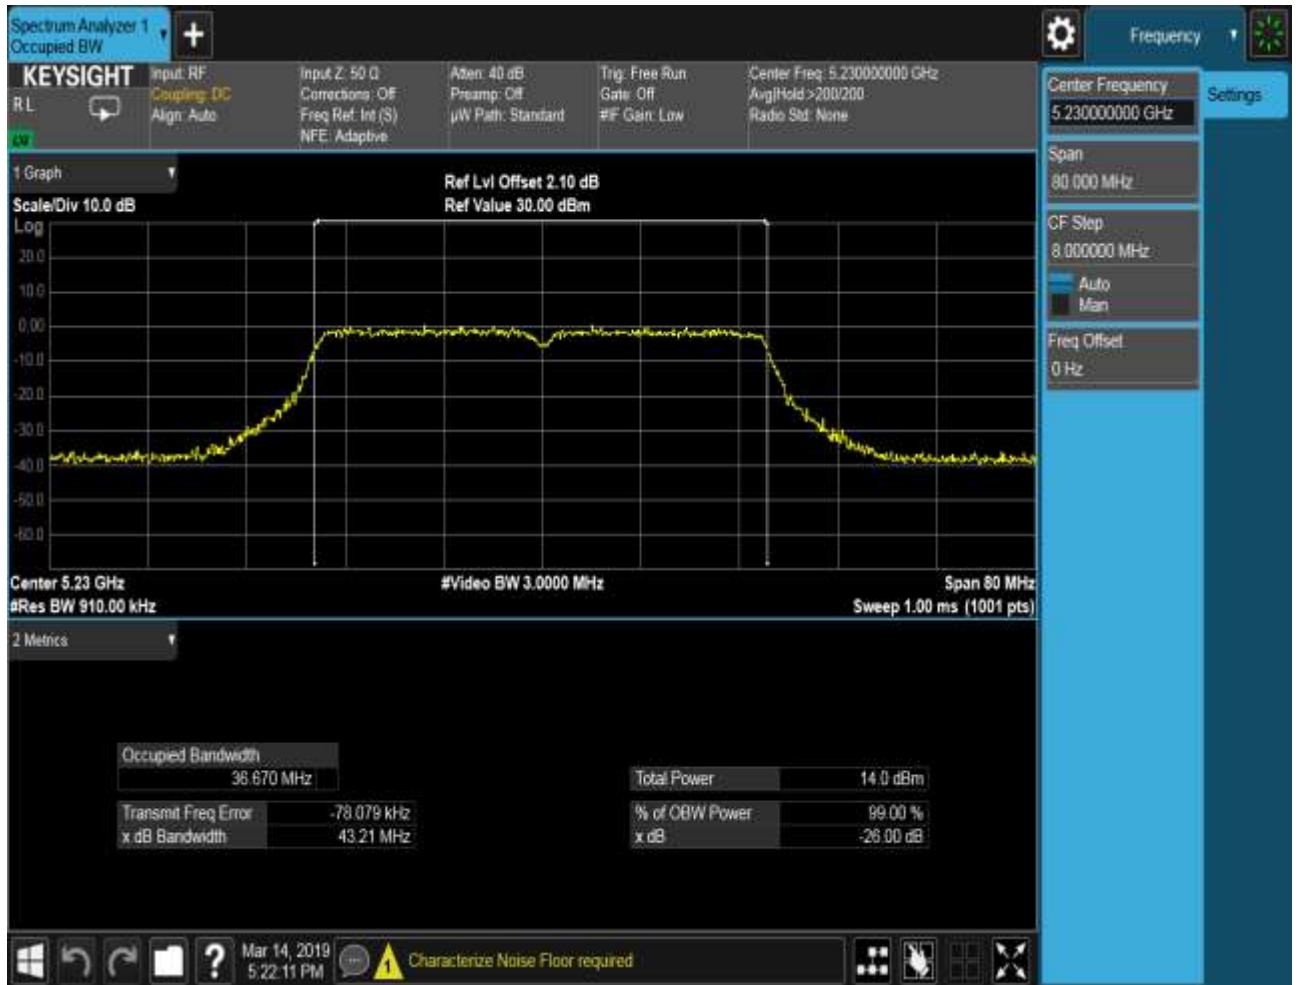 Spectrum Analyzer 1
Occupied BW
Frequency
KEYSIGHT
R L
Input: RF
Coupling: DC
Align: Auto
Input Z: 50 Ω
Corrections: Off
Freq Ref: Int (S)
NFE: Adaptive
Atten: 40 dB
Preamp: Off
µW Path: Standard
Trig: Free Run
Gate: Off
#IF Gain: Low
Center Freq: 5.230000000 GHz
Avg|Hold:>200/200
Radio Std: None
Center Frequency
5.230000000 GHz
Settings
Span
80.000 MHz
CF Step
8.000000 MHz
Auto
Man
Freq Offset
0 Hz
1 Graph
Scale/Div 10.0 dB
Ref Lvl Offset 2.10 dB
Ref Value 30.00 dBm
Log
20.0
10.0
0.00
-10.0
-20.0
-30.0
-40.0
-50.0
-60.0
Center 5.23 GHz
#Video BW 3.0000 MHz
Span 80 MHz
#Res BW 910.00 kHz
Sweep 1.00 ms (1001 pts)
2 Metrics
Occupied Bandwidth
36.670 MHz
Total Power 14.0 dBm
Transmit Freq Error -78.079 kHz
% of OBW Power 99.00 %
x dB Bandwidth 43.21 MHz
x dB -26.00 dB
Mar 14, 2019
5:22:11 PM
1
Characterize Noise Floor required